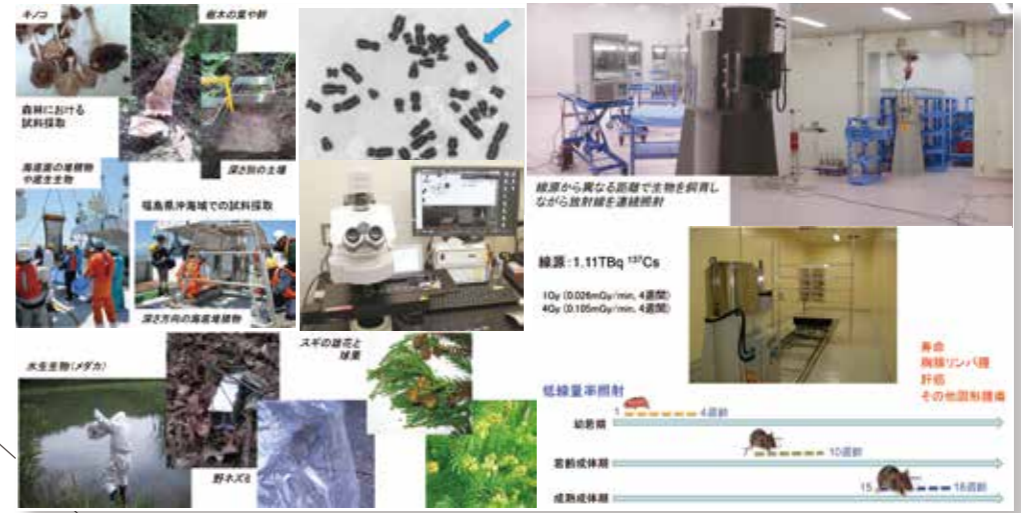 キノコ
樹木の葉や幹
森林における
試料採取
深さ別の土壌
海底面の堆積物
や底生生物
福島県沖海域での試料採取
深さ方向の海底堆積物
水生生物（メダカ）
野ネズミ
スギの雄花と
球果
線源から異なる距離で生物を飼育し
ながら放射線を連続照射
線源：1.11TBq ¹³⁷Cs
1Gy (0.026mGy/min, 4週間)
4Gy (0.105mGy/min, 4週間)
寿命
胸腺リンパ腫
肝癌
その他固形腫瘍
低線量率照射
1
4週齢
幼若期
7
10週齢
若齢成体期
15
18週齢
成熟成体期